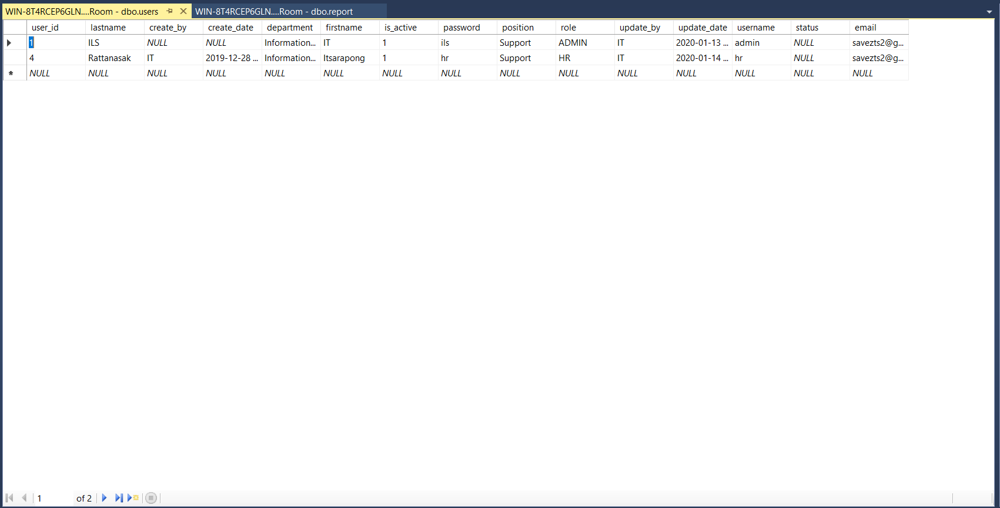 WIN-8T4RCEP6GLN....Room - dbo.users WIN-8T4RCEP6GLN....Room - dbo.report
user_id lastname create_by create_date department firstname is_active password position role update_by update_date username status email
1 ILS NULL NULL Information... IT 1 ils Support ADMIN IT 2020-01-13 ... admin NULL savezts2@g...
4 Rattanasak IT 2019-12-28 ... Information... Itsarapong 1 hr Support HR IT 2020-01-14 ... hr NULL savezts2@g...
NULL NULL NULL NULL NULL NULL NULL NULL NULL NULL NULL NULL NULL NULL NULL
1 of 2